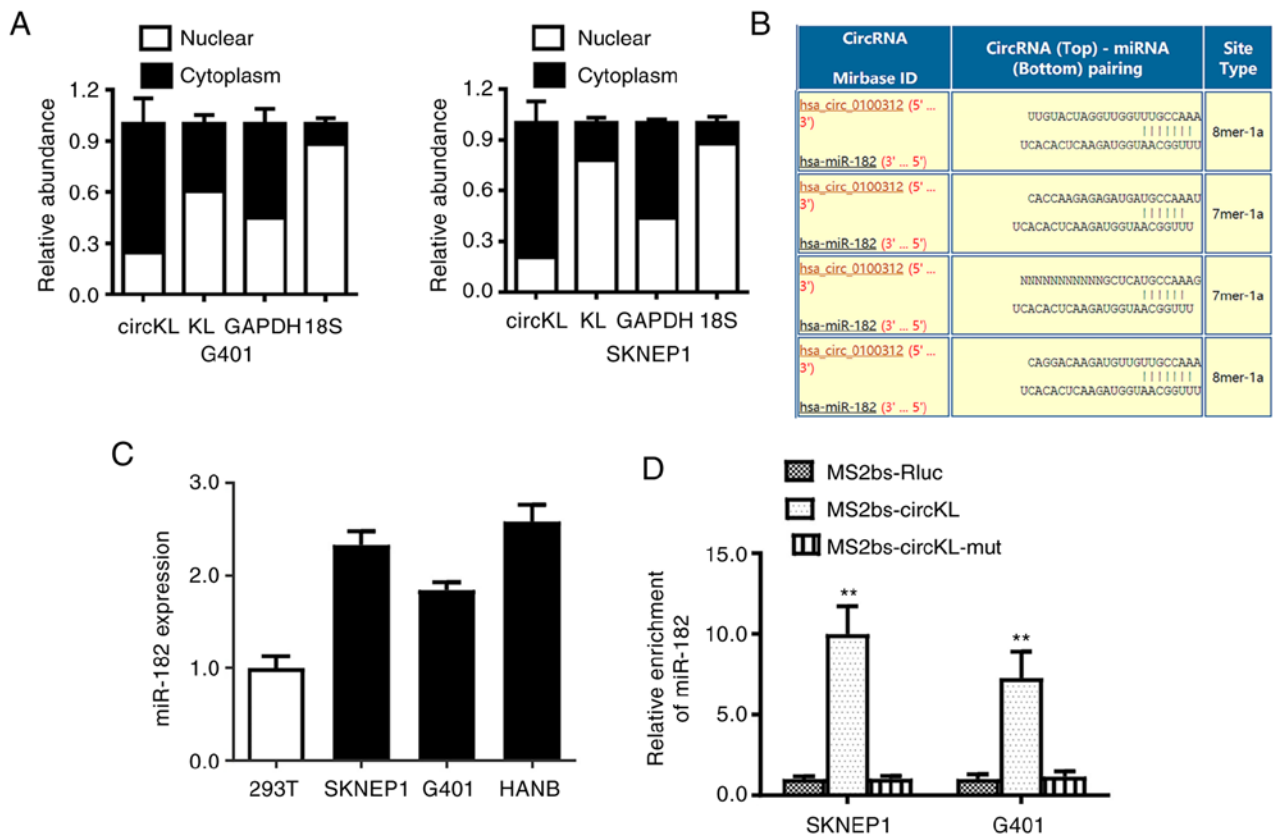 A
Nuclear
Cytoplasm
1.2
0.9
0.6
0.3
0.0
Relative abundance
circKL KL GAPDH 18S
G401
Nuclear
Cytoplasm
1.2
0.9
0.6
0.3
0.0
Relative abundance
circKL KL GAPDH 18S
SKNEP1
B
CircRNA
Mirbase ID
CircRNA (Top) - miRNA
(Bottom) pairing
Site
Type
hsa_circ_0100312 (5' ...
3')
hsa-miR-182 (3' ... 5')
UUGUACUAGGUUGGUUUGCCAAA
UCACACUCAAGAUGGUAACGGUUU
8mer-1a
hsa_circ_0100312 (5' ...
3')
hsa-miR-182 (3' ... 5')
CACCAAGAGAGAUGAUGCCAAAU
UCACACUCAAGAUGGUAACGGUUU
7mer-1a
hsa_circ_0100312 (5' ...
3')
hsa-miR-182 (3' ... 5')
NNNNNNNNNNNGCUCAUGCCAAAG
UCACACUCAAGAUGGUAACGGUUU
7mer-1a
hsa_circ_0100312 (5' ...
3')
hsa-miR-182 (3' ... 5')
CAGGACAAGAUGUUGUUGCCAAA
UCACACUCAAGAUGGUAACGGUUU
8mer-1a
C
3.0
2.0
1.0
0.0
miR-182 expression
293T SKNEP1 G401 HANB
D
MS2bs-Rluc
MS2bs-circKL
MS2bs-circKL-mut
15.0
10.0
5.0
0.0
Relative enrichment
of miR-182
**
**
SKNEP1 G401